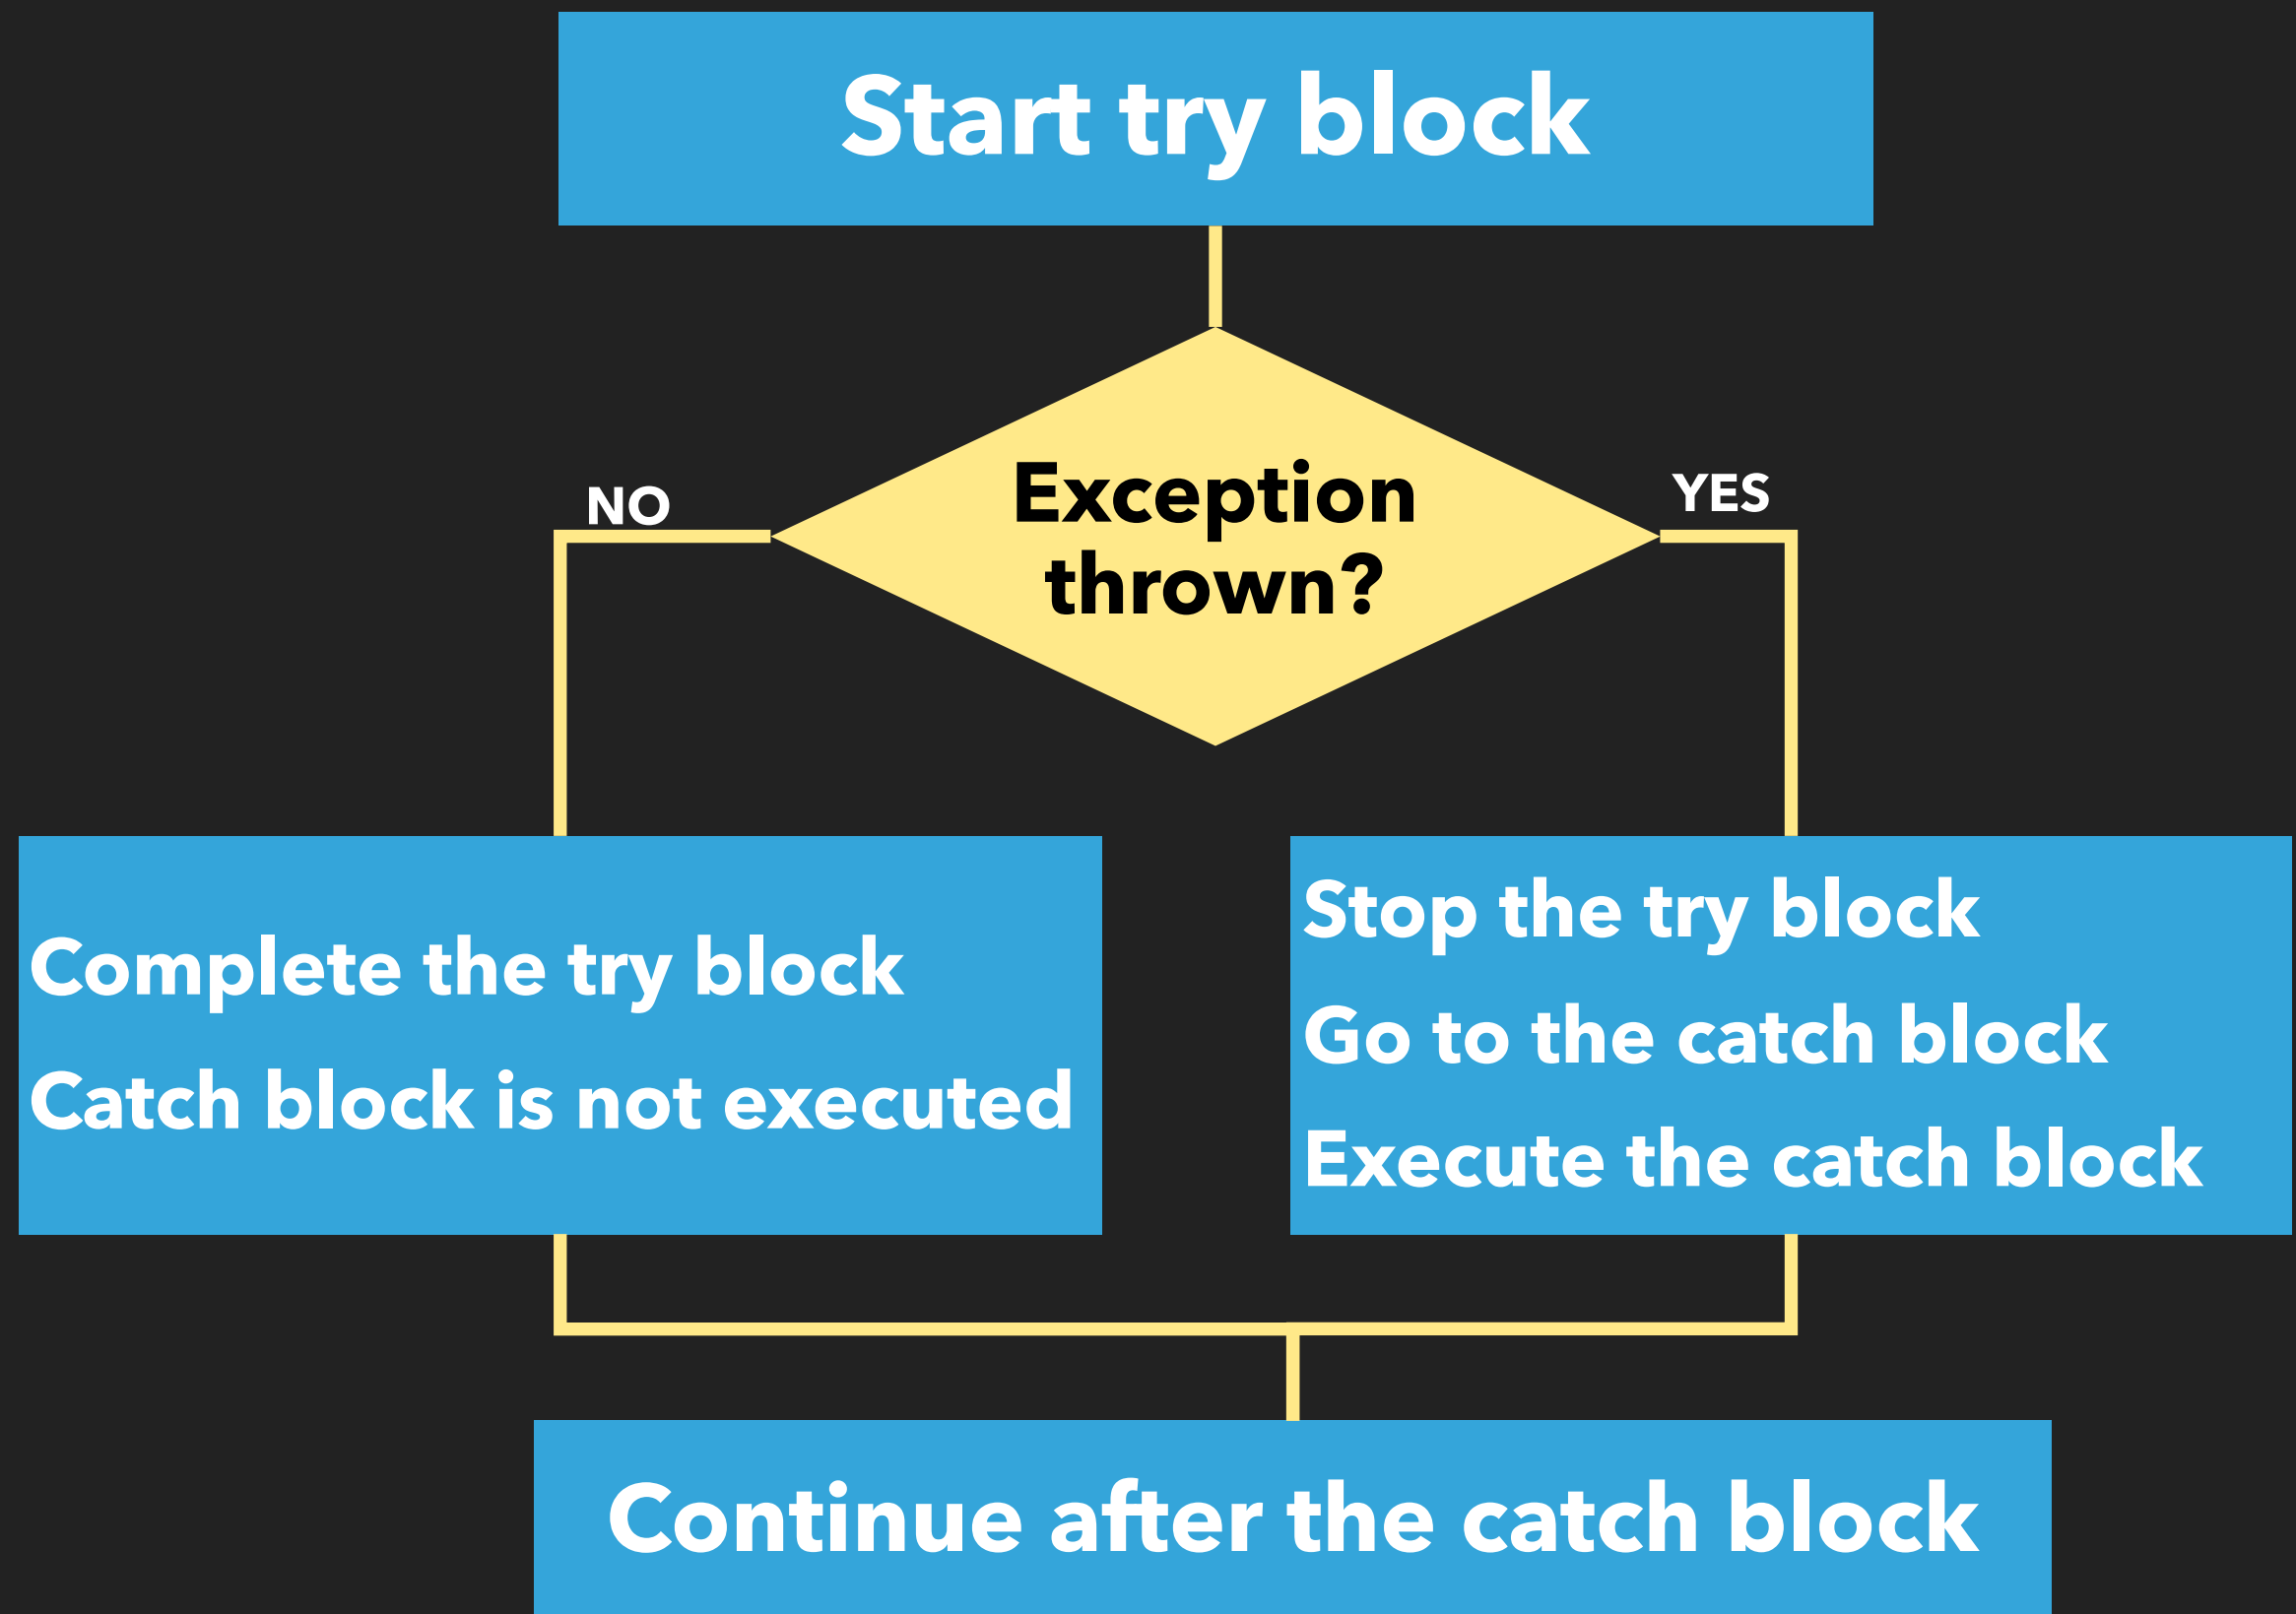 Start try block
Exception
thrown?
NO
YES
Complete the try block
Catch block is not executed
Stop the try block
Go to the catch block
Execute the catch block
Continue after the catch block